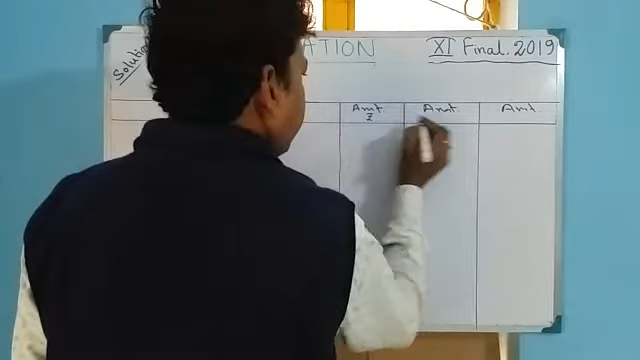 ATION XI Final. 2019
Solution
Amt. Amt. Amt.
₹